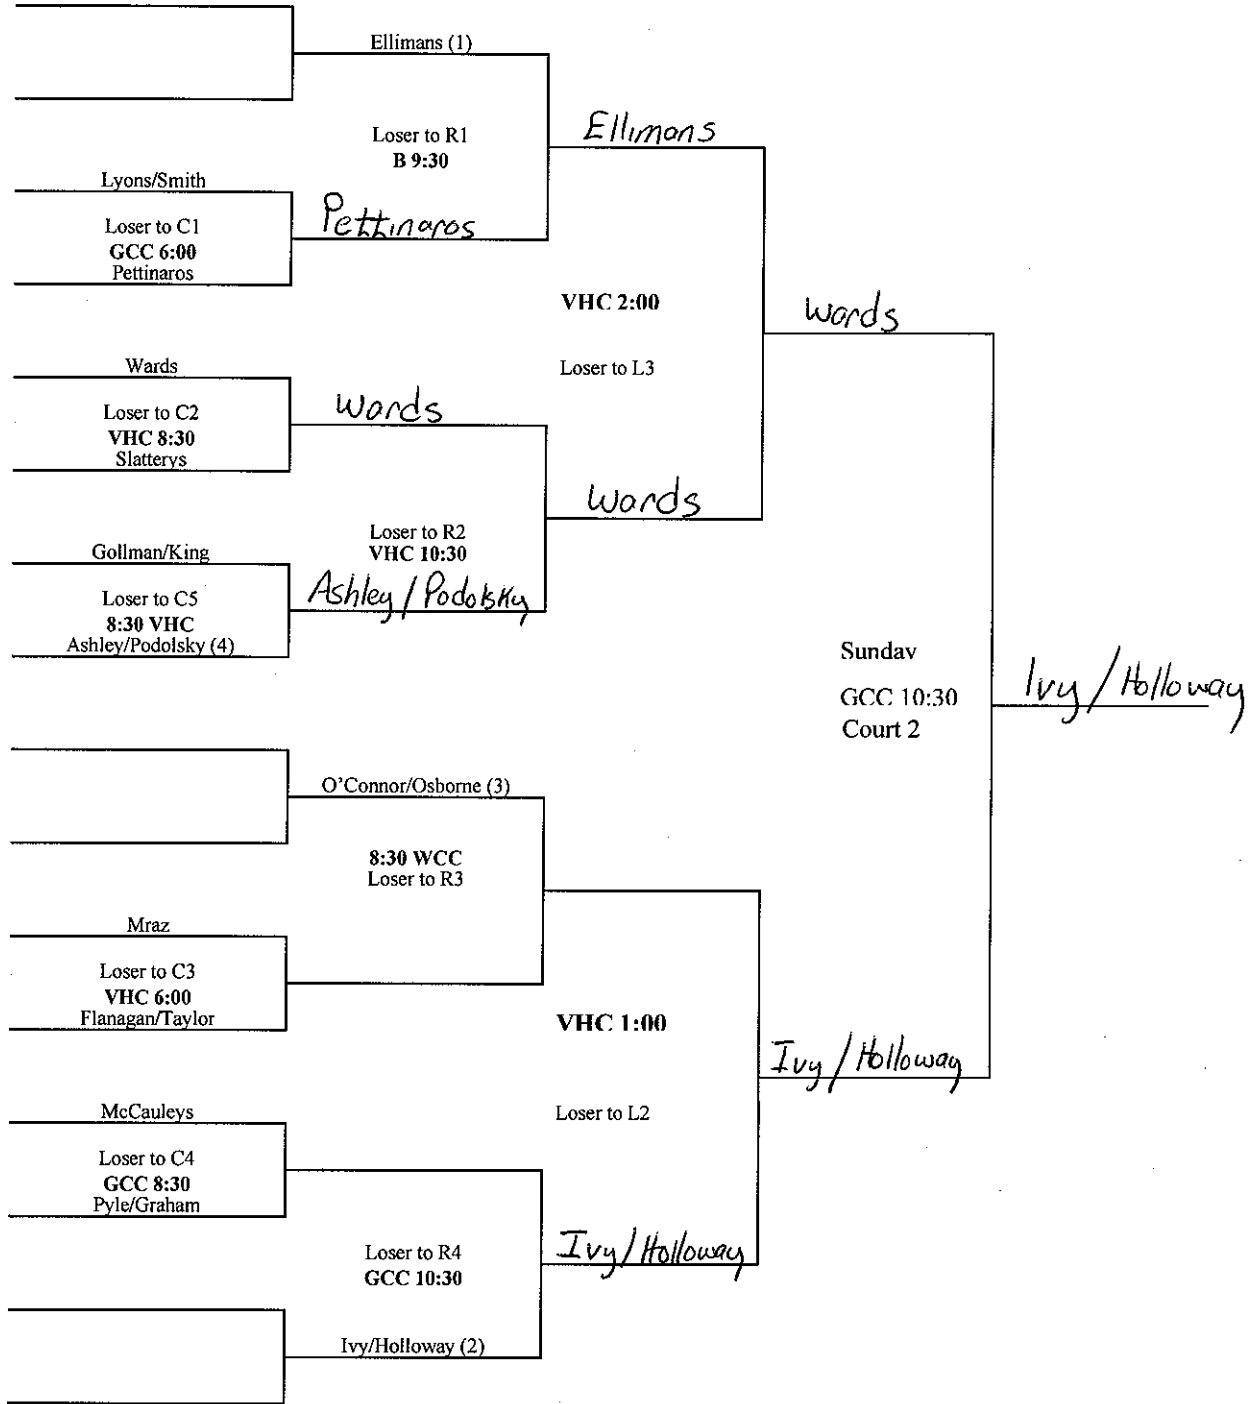 Ellimans (1)
Loser to R1
B 9:30
Ellimans
Lyons/Smith
Loser to C1
GCC 6:00
Pettinaros
Pettinaros
VHC 2:00
Loser to L3
Wards
Wards
Loser to C2
VHC 8:30
Slatterys
Wards
Wards
Loser to R2
VHC 10:30
Gollman/King
Loser to C5
8:30 VHC
Ashley/Podolsky (4)
Ashley/Podolsky
Sunday
GCC 10:30
Court 2
Ivy/Holloway
O'Connor/Osborne (3)
8:30 WCC
Loser to R3
Mraz
Loser to C3
VHC 6:00
Flanagan/Taylor
VHC 1:00
Loser to L2
Ivy/Holloway
McCauleys
Loser to C4
GCC 8:30
Pyle/Graham
Loser to R4
GCC 10:30
Ivy/Holloway
Ivy/Holloway (2)